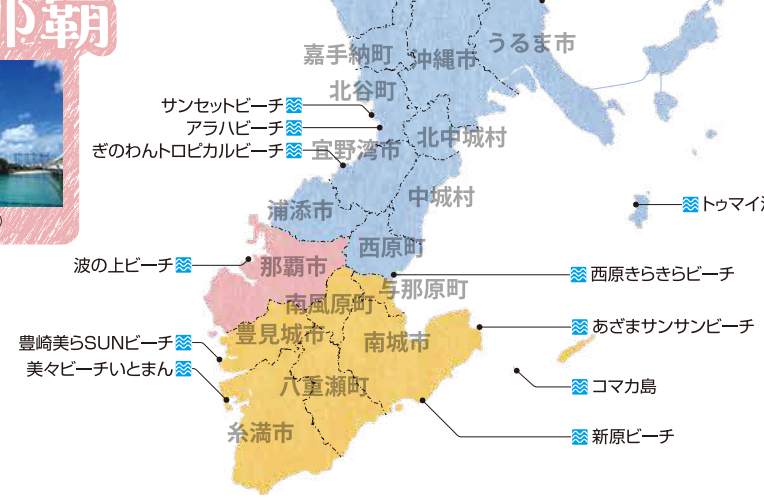 那覇
うるま市
嘉手納町
沖縄市
北谷町
サンセットビーチ
アラハビーチ
北中城村
ぎのわんトロピカルビーチ
宜野湾市
中城村
トゥマイ
浦添市
西原町
波の上ビーチ
那覇市
西原きらきらビーチ
与那原町
南風原町
あざまサンサンビーチ
豊見城市
豊崎美らSUNビーチ
南城市
美々ビーチいとまん
八重瀬町
コマカ島
糸満市
新原ビーチ